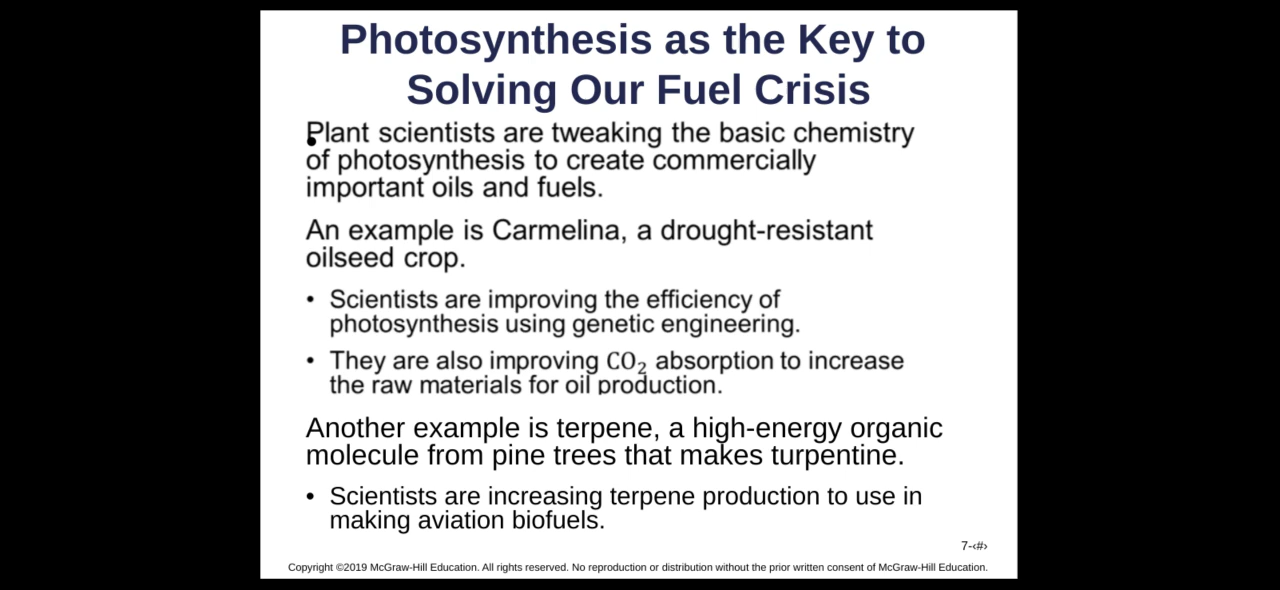 Photosynthesis as the Key to
Solving Our Fuel Crisis
• Plant scientists are tweaking the basic chemistry
of photosynthesis to create commercially
important oils and fuels.
An example is Carmelina, a drought-resistant
oilseed crop.
• Scientists are improving the efficiency of
photosynthesis using genetic engineering.
• They are also improving CO₂ absorption to increase
the raw materials for oil production.
Another example is terpene, a high-energy organic
molecule from pine trees that makes turpentine.
• Scientists are increasing terpene production to use in
making aviation biofuels.
7-‹#›
Copyright ©2019 McGraw-Hill Education. All rights reserved. No reproduction or distribution without the prior written consent of McGraw-Hill Education.